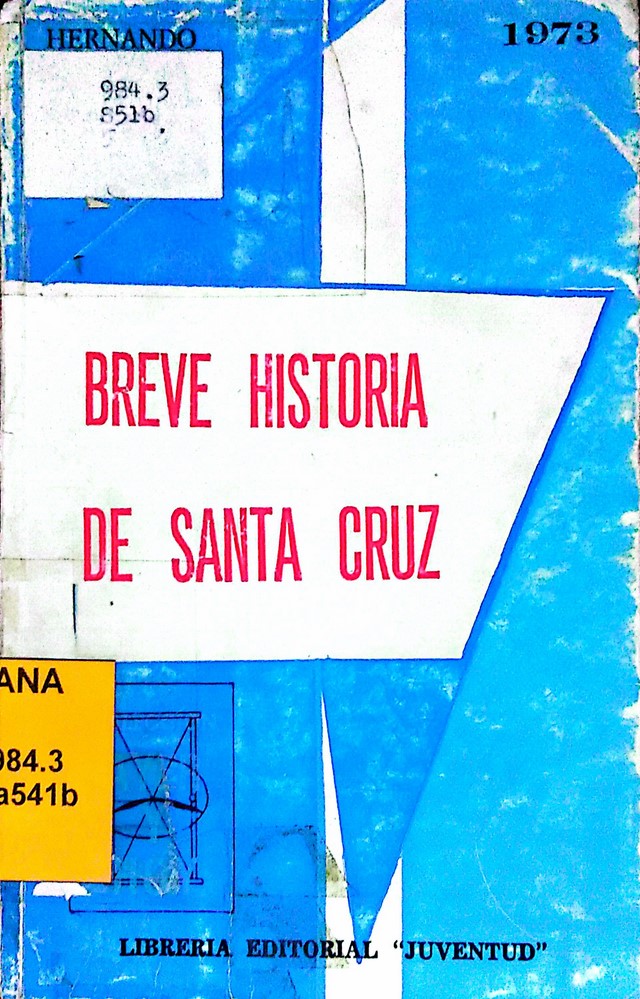 HERNANDO
1973
984.3
S51b
BREVE HISTORIA
DE SANTA CRUZ
ANA
984.3
a541b
LIBRERIA EDITORIAL "JUVENTUD"